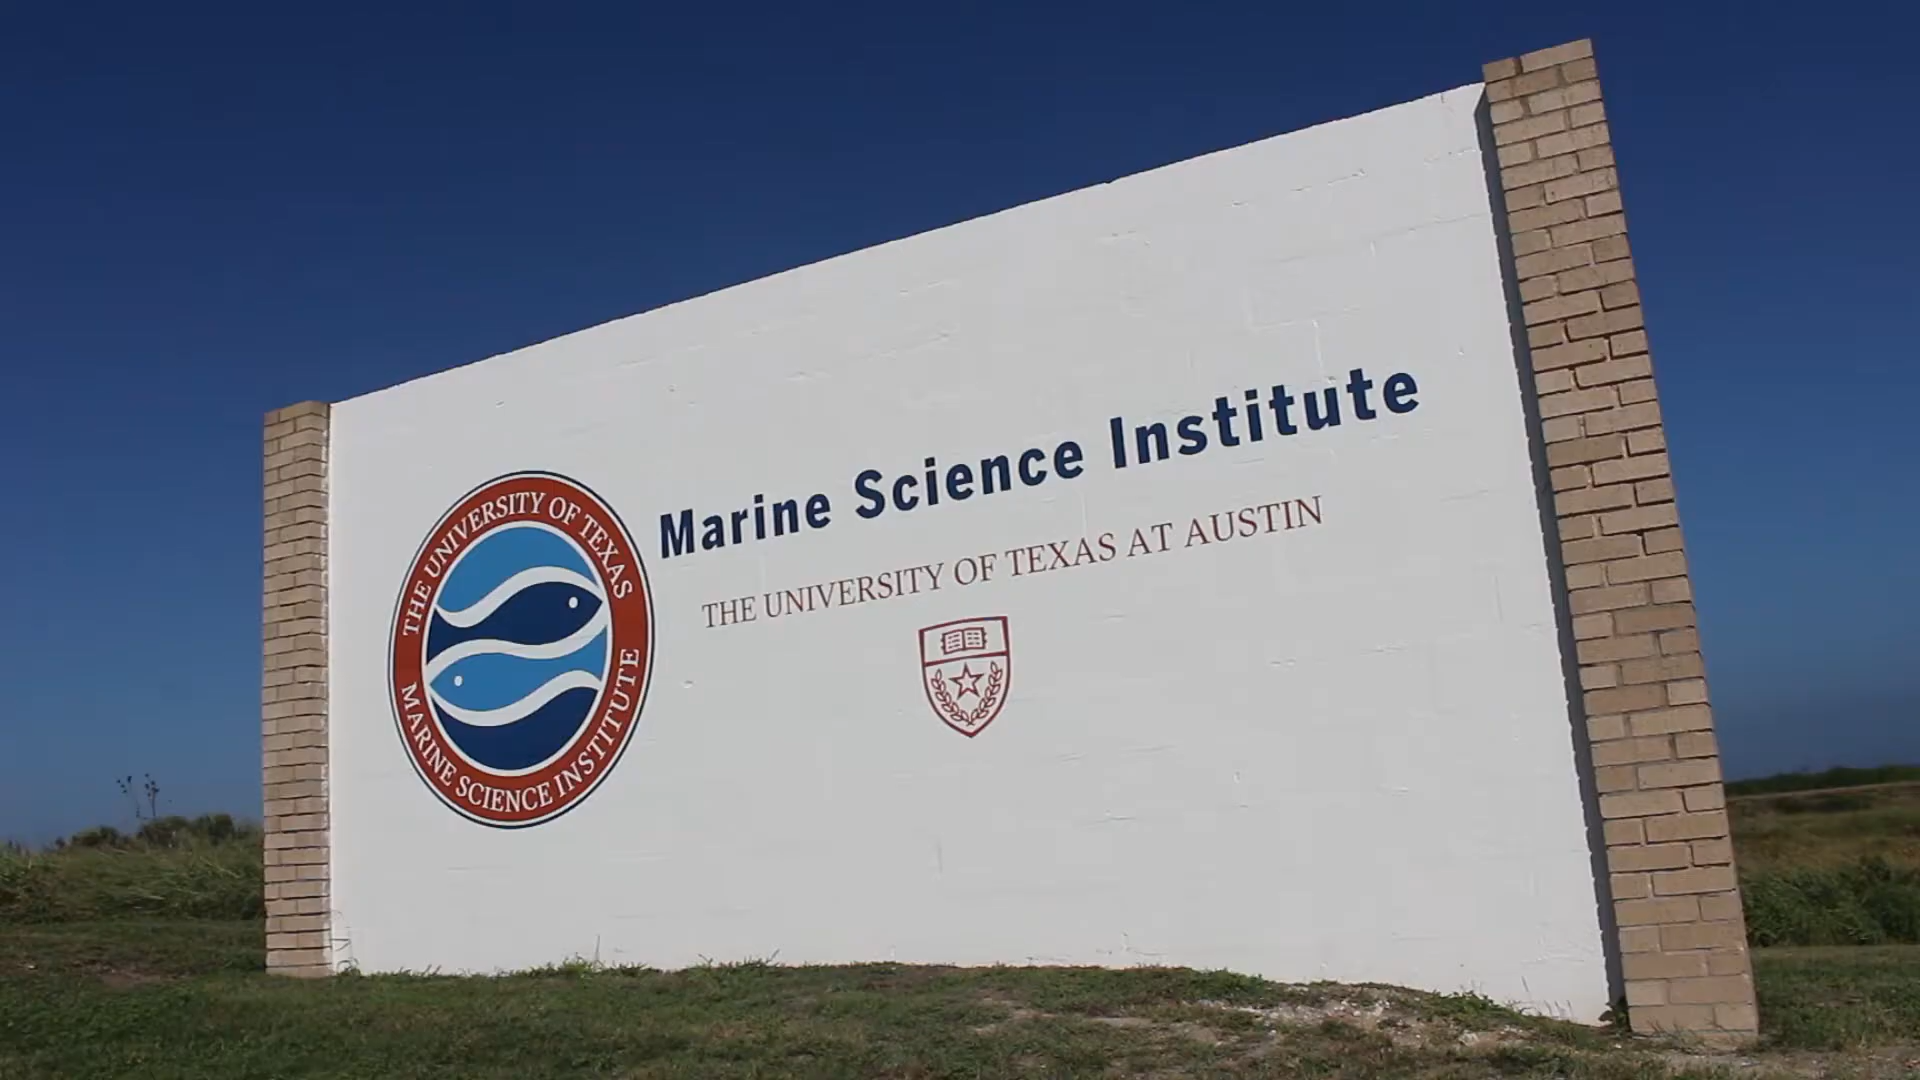 THE UNIVERSITY OF TEXAS
MARINE SCIENCE INSTITUTE
Marine Science Institute
THE UNIVERSITY OF TEXAS AT AUSTIN